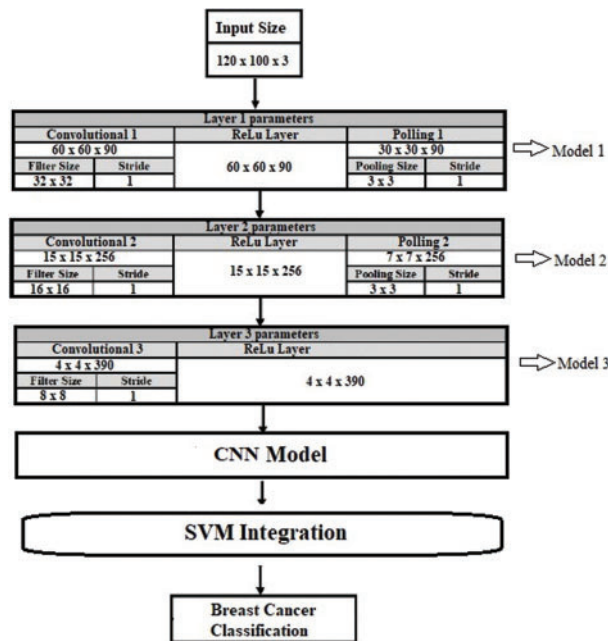 Input Size
120 x 100 x 3
Layer 1 parameters
Convolutional 1 ReLu Layer Polling 1
60 x 60 x 90 30 x 30 x 90
60 x 60 x 90
Filter Size Stride Pooling Size Stride
32 x 32 1 3 x 3 1
Model 1
Layer 2 parameters
Convolutional 2 ReLu Layer Polling 2
15 x 15 x 256 7 x 7 x 256
15 x 15 x 256
Filter Size Stride Pooling Size Stride
16 x 16 1 3 x 3 1
Model 2
Layer 3 parameters
Convolutional 3 ReLu Layer
4 x 4 x 390
4 x 4 x 390
Filter Size Stride
8 x 8 1
Model 3
CNN Model
SVM Integration
Breast Cancer
Classification